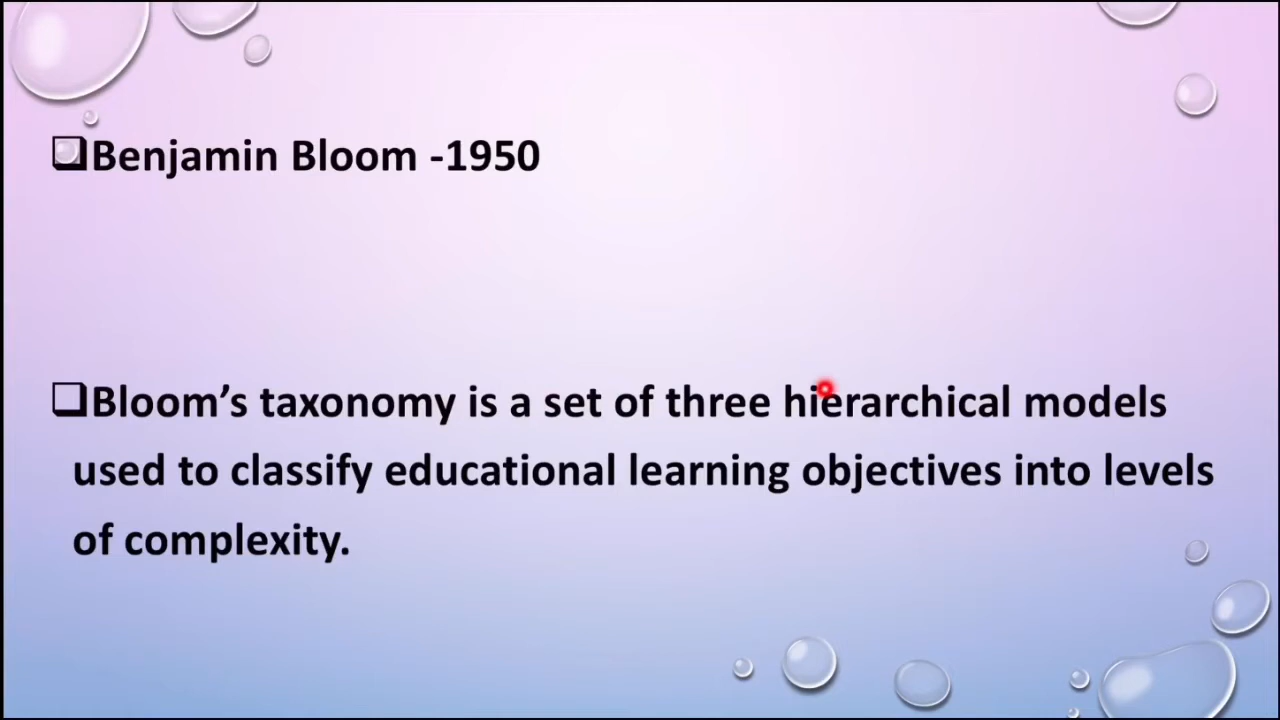 Benjamin Bloom -1950
Bloom’s taxonomy is a set of three hierarchical models
used to classify educational learning objectives into levels
of complexity.